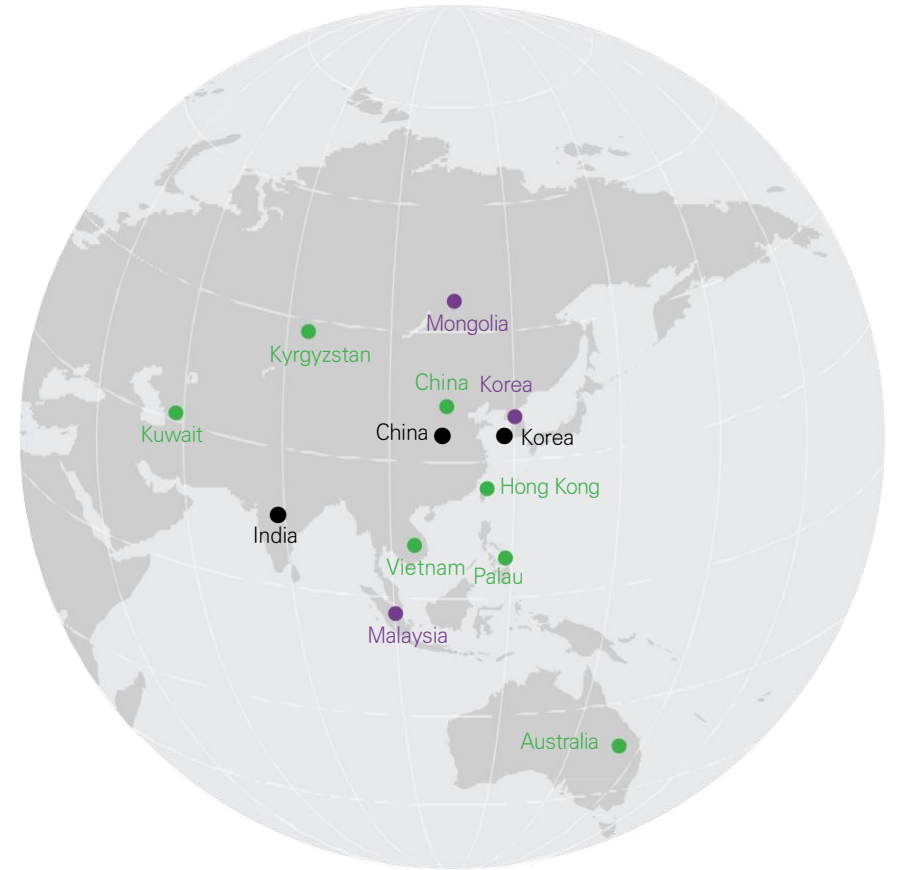 Mongolia
Kyrgyzstan
China
Korea
Kuwait
China
Korea
Hong Kong
India
Vietnam
Palau
Malaysia
Australia